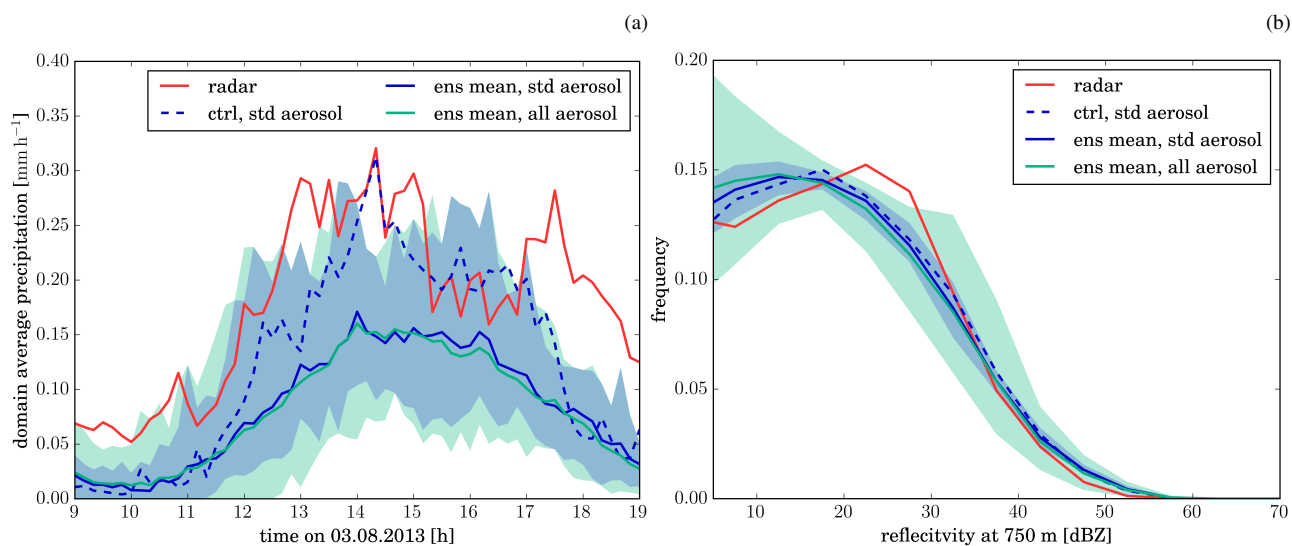 (a)
0.40
0.35
0.30
0.25
0.20
0.15
0.10
0.05
0.00
domain average precipitation [mm h⁻¹]
radar
ctrl, std aerosol
ens mean, std aerosol
ens mean, all aerosol
9 10 11 12 13 14 15 16 17 18 19
time on 03.08.2013 [h]
(b)
0.20
0.15
0.10
0.05
0.00
frequency
radar
ctrl, std aerosol
ens mean, std aerosol
ens mean, all aerosol
10 20 30 40 50 60 70
reflecitvity at 750 m [dBZ]